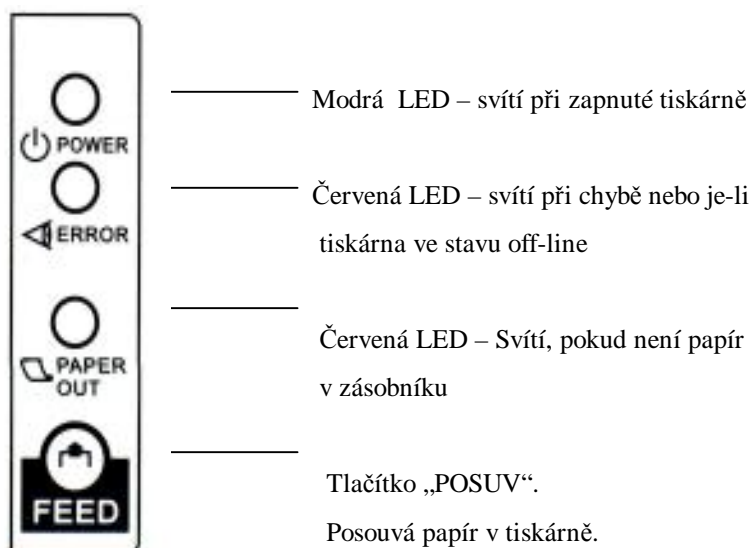 POWER
Modrá LED – svítí při zapnuté tiskárně
ERROR
Červená LED – svítí při chybě nebo je-li
tiskárna ve stavu off-line
PAPER
OUT
Červená LED – Svítí, pokud není papír
v zásobníku
FEED
Tlačítko „POSUV“.
Posouvá papír v tiskárně.